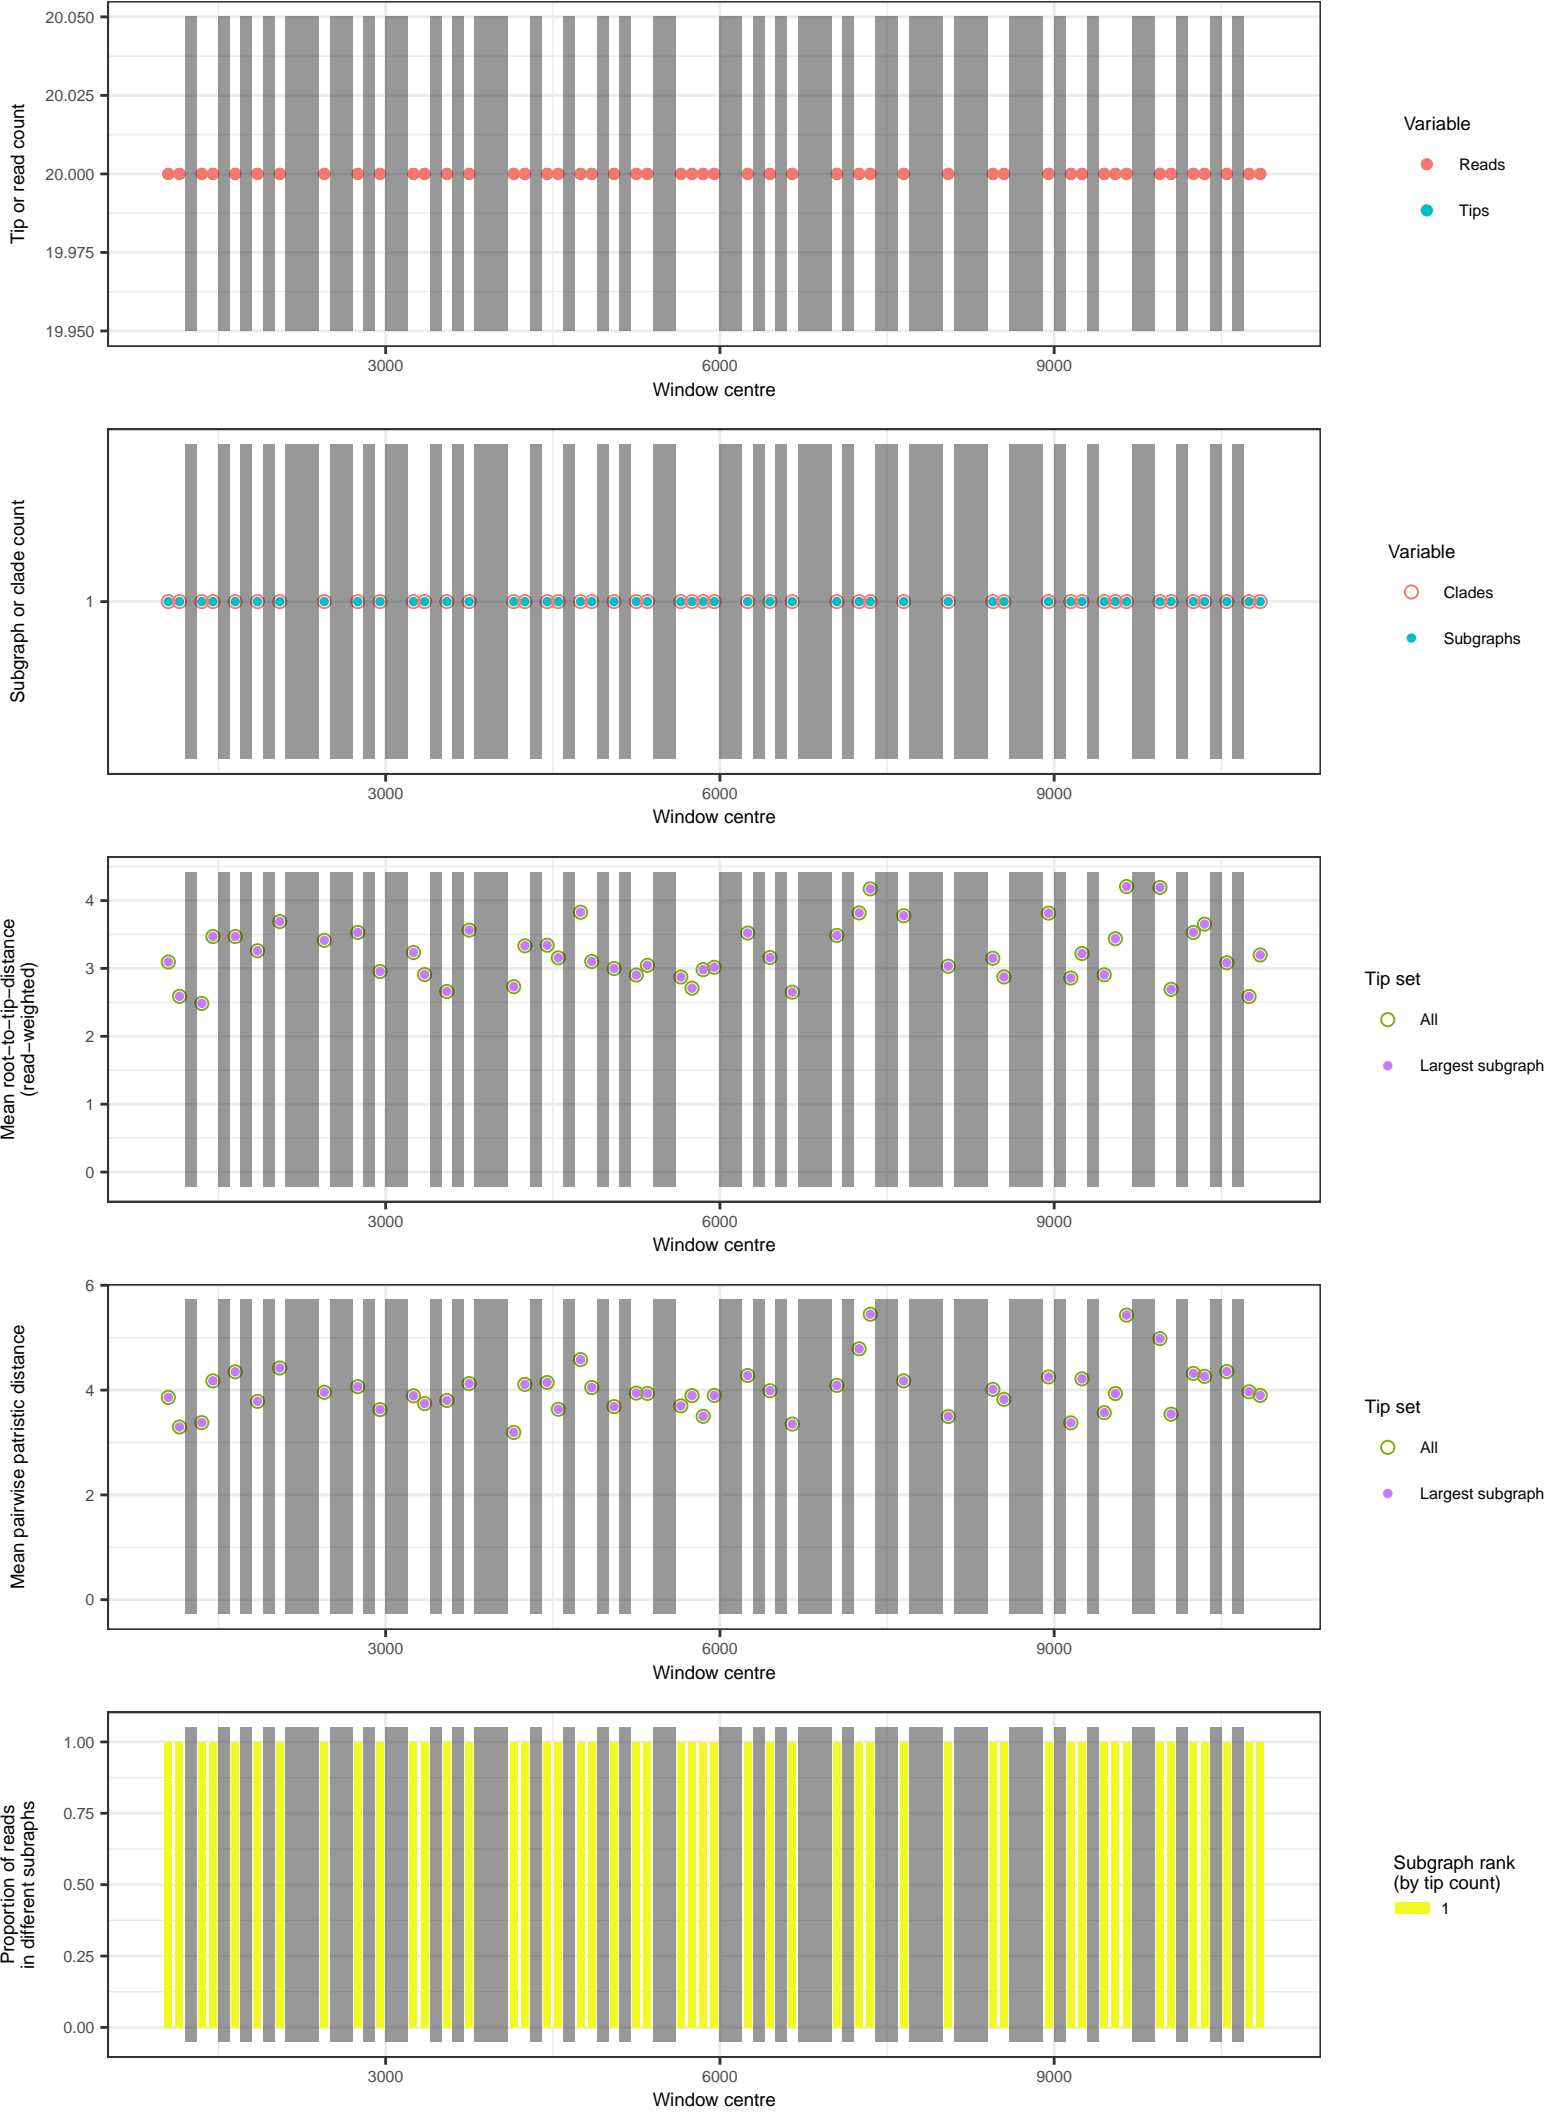 20.050
20.025
20.000
19.975
19.950
Tip or read count
3000 6000 9000
Window centre
Variable
Reads
Tips
1
Subgraph or clade count
3000 6000 9000
Window centre
Variable
Clades
Subgraphs
4
3
2
1
0
Mean root−to−tip−distance
(read−weighted)
3000 6000 9000
Window centre
Tip set
All
Largest subgraph
6
4
2
0
Mean pairwise patristic distance
3000 6000 9000
Window centre
Tip set
All
Largest subgraph
1.00
0.75
0.50
0.25
0.00
Proportion of reads
in different subraphs
3000 6000 9000
Window centre
Subgraph rank
(by tip count)
1